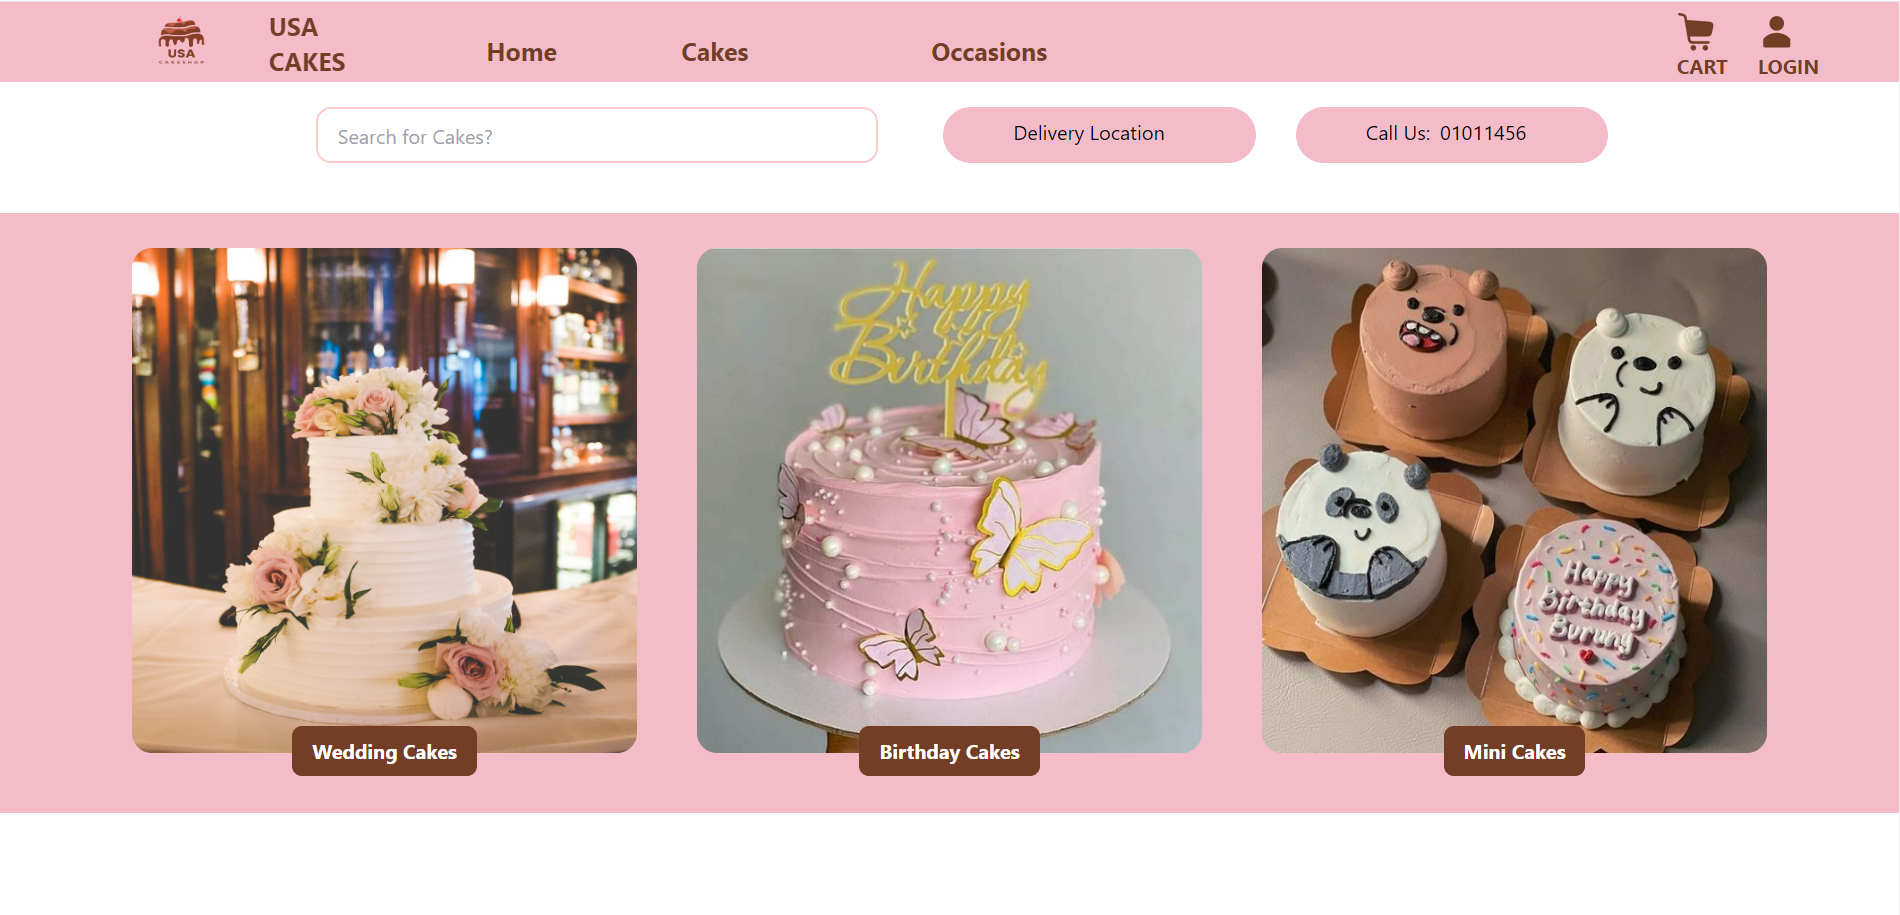 USA
CAKESHOP
USA
CAKES
Home
Cakes
Occasions
CART
LOGIN
Search for Cakes?
Delivery Location
Call Us: 01011456
Happy
Birthday
Happy
Birthday
Burung
Wedding Cakes
Birthday Cakes
Mini Cakes